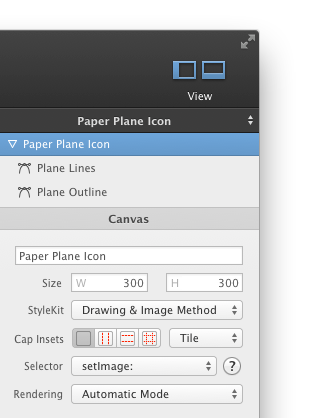 View
Paper Plane Icon
Paper Plane Icon
Plane Lines
Plane Outline
Canvas
Paper Plane Icon
Size W 300 H 300
StyleKit Drawing & Image Method
Cap Insets Tile
Selector setImage: ?
Rendering Automatic Mode